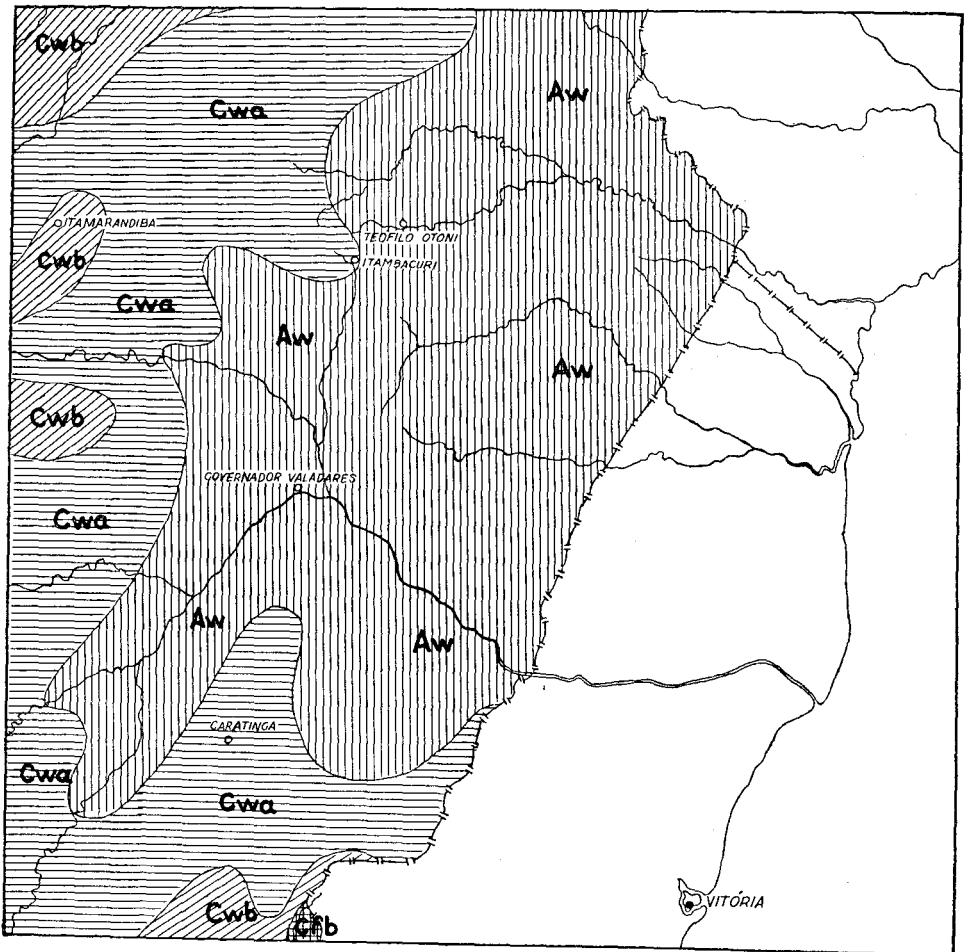 Cwb
Aw
Cwa
ITAMARANDIBA
TEOFILO OTONI
Cwb
ITAMBACURI
Cwa
Aw
Aw
Cwb
GOVERNADOR VALADARES
Cwa
Aw
Aw
CARATINGA
Cwa
Cwa
VITÓRIA
Cwb
Cfb